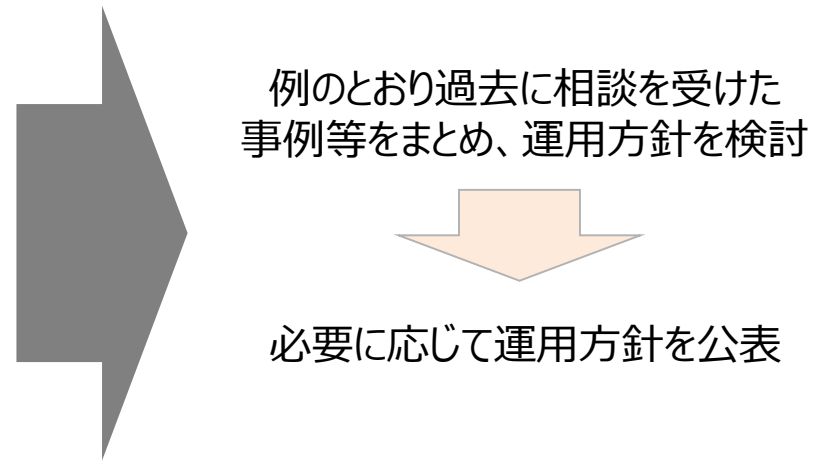 例のとおり過去に相談を受けた
事例等をまとめ、運用方針を検討
必要に応じて運用方針を公表